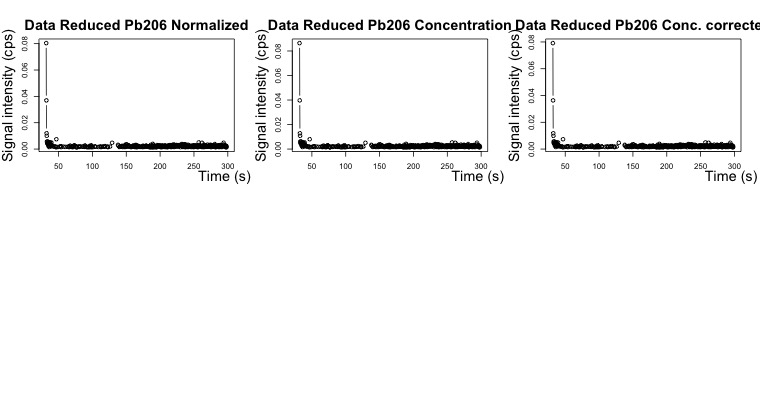 Data Reduced Pb206 Normalized
Signal intensity (cps)
0.00 0.02 0.04 0.06 0.08
50 100 150 200 250 300
Time (s)
Data Reduced Pb206 Concentration
Signal intensity (cps)
0.00 0.02 0.04 0.06 0.08
50 100 150 200 250 300
Time (s)
Data Reduced Pb206 Conc. correcte
Signal intensity (cps)
0.00 0.02 0.04 0.06 0.08
50 100 150 200 250 300
Time (s)